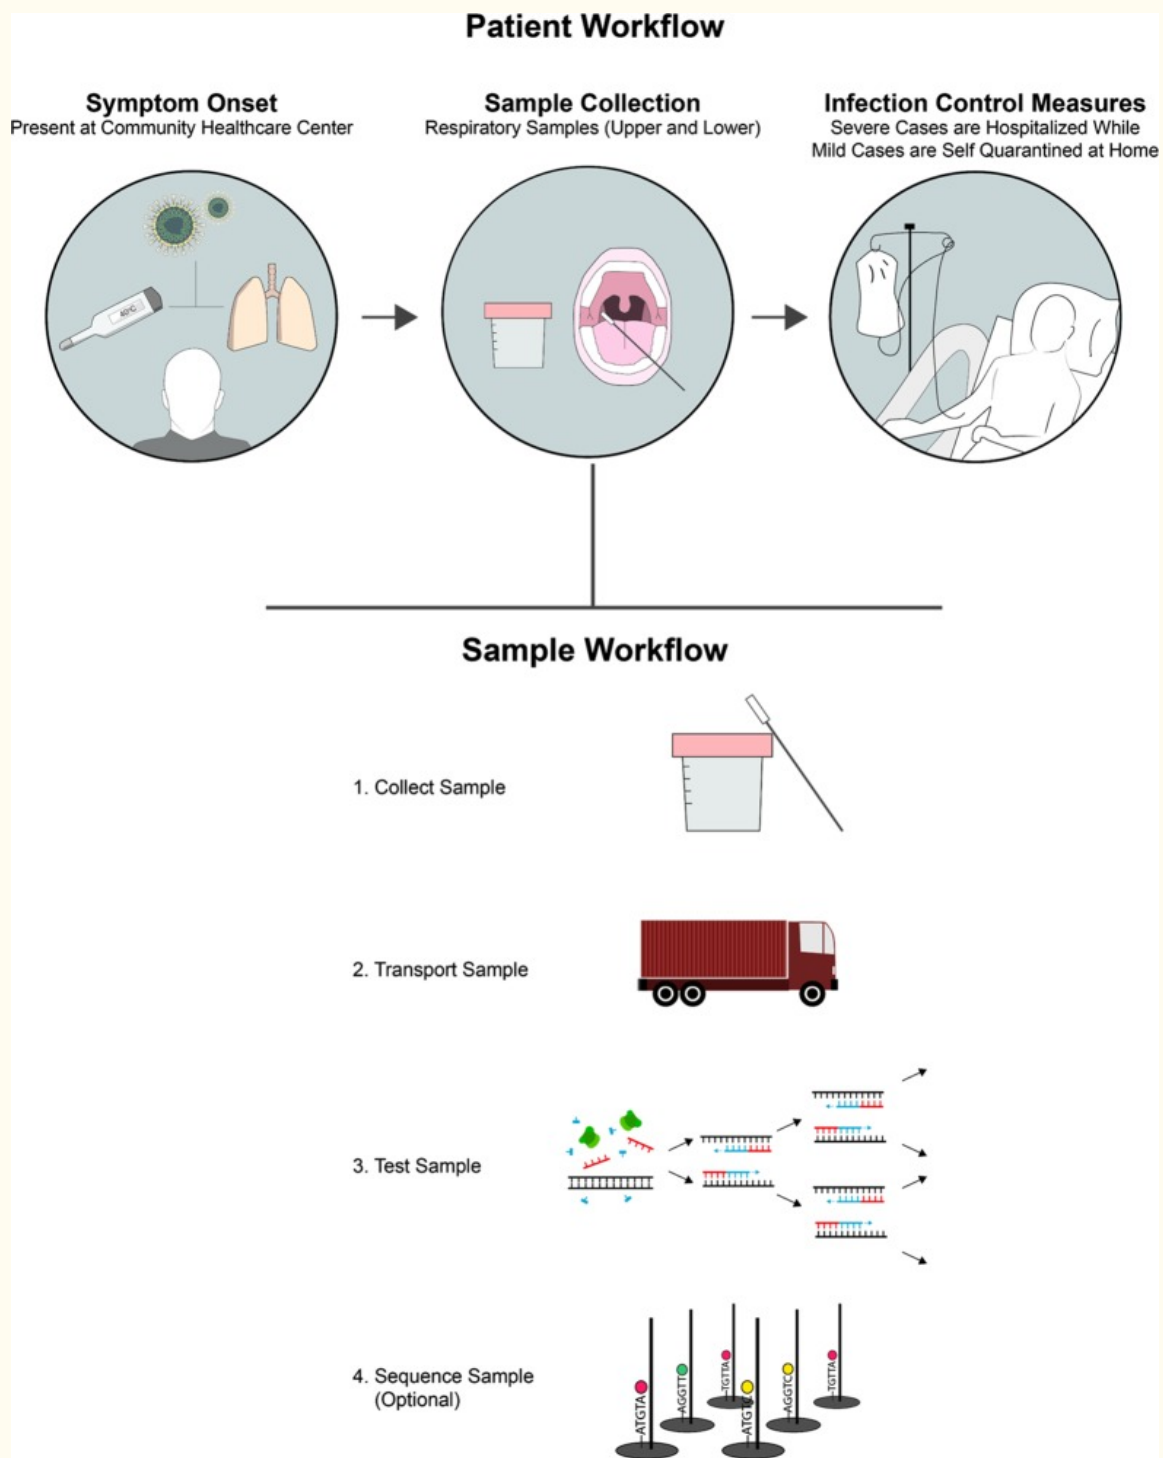 Patient Workflow
Symptom Onset
Present at Community Healthcare Center
Sample Collection
Respiratory Samples (Upper and Lower)
Infection Control Measures
Severe Cases are Hospitalized While
Mild Cases are Self Quarantined at Home
40°C
Sample Workflow
1. Collect Sample
2. Transport Sample
3. Test Sample
4. Sequence Sample
(Optional)
ATGTA
AGGTT
TGTTA
ATGTC
AGGTC
TGTTA